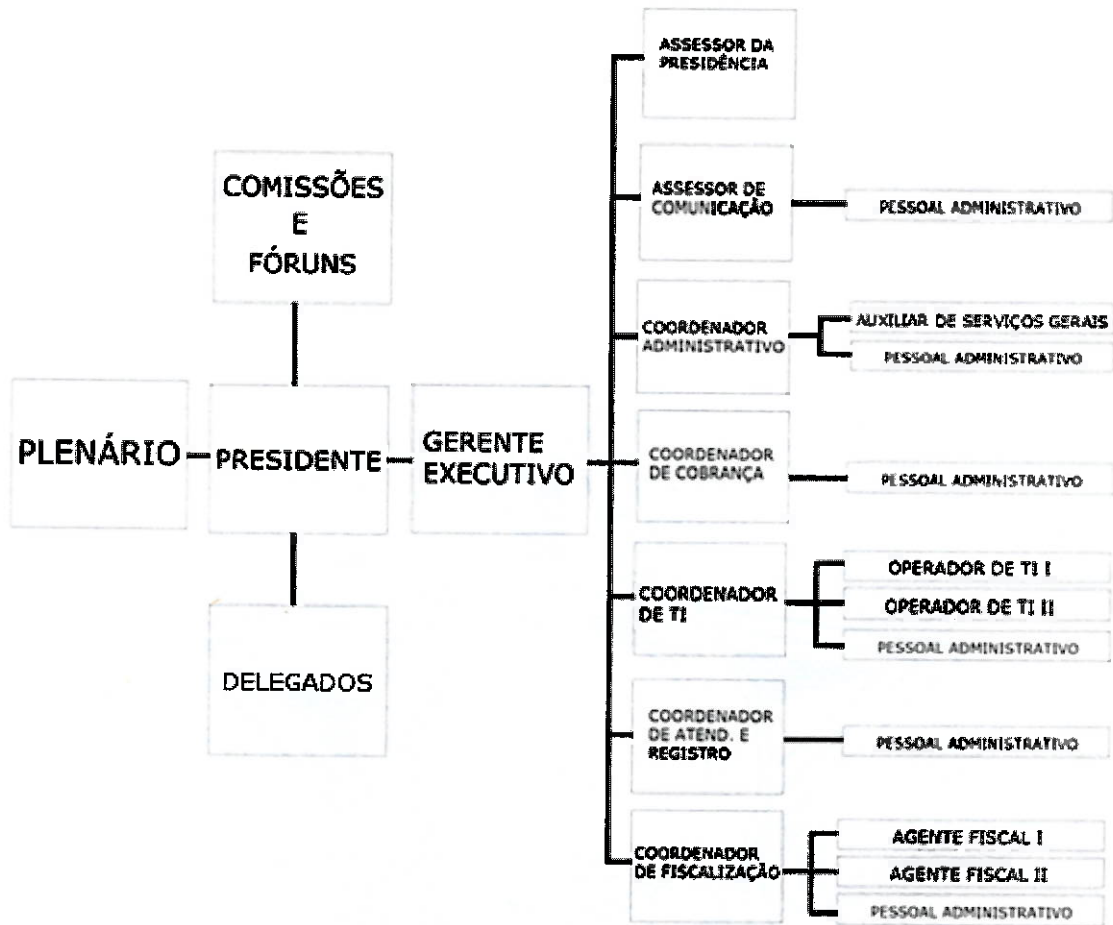 ASSESSOR DA
PRESIDÊNCIA
COMISSÕES
E
FÓRUNS
ASSESSOR DE
COMUNICAÇÃO
PESSOAL ADMINISTRATIVO
COORDENADOR
ADMINISTRATIVO
AUXILIAR DE SERVIÇOS GERAIS
PESSOAL ADMINISTRATIVO
PLENÁRIO
PRESIDENTE
GERENTE
EXECUTIVO
COORDENADOR
DE COBRANÇA
PESSOAL ADMINISTRATIVO
DELEGADOS
COORDENADOR
DE TI
OPERADOR DE TI I
OPERADOR DE TI II
PESSOAL ADMINISTRATIVO
COORDENADOR
DE ATEND. E
REGISTRO
PESSOAL ADMINISTRATIVO
COORDENADOR
DE FISCALIZAÇÃO
AGENTE FISCAL I
AGENTE FISCAL II
PESSOAL ADMINISTRATIVO